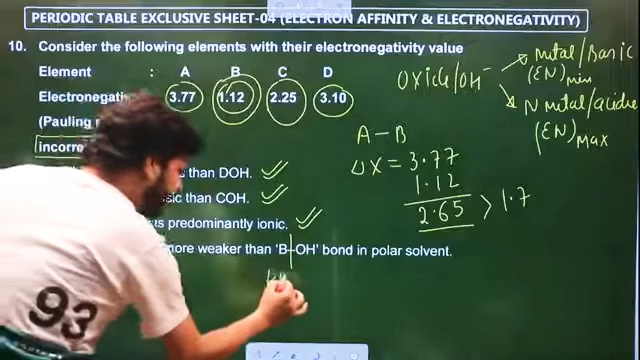 PERIODIC TABLE EXCLUSIVE SHEET-04 (ELECTRON AFFINITY & ELECTRONEGATIVITY)
10. Consider the following elements with their electronegativity value
Element : A B C D
Electronegati 3.77 1.12 2.25 3.10
(Pauling
incorre
s than DOH.
sic than COH.
is predominantly ionic.
more weaker than 'B–OH' bond in polar solvent.
Oxide/OH⁻
Metal/Basic
(EN)min
N metal/acidic
(EN)Max
A – B
Δx = 3.77
1.12
2.65 > 1.7
93